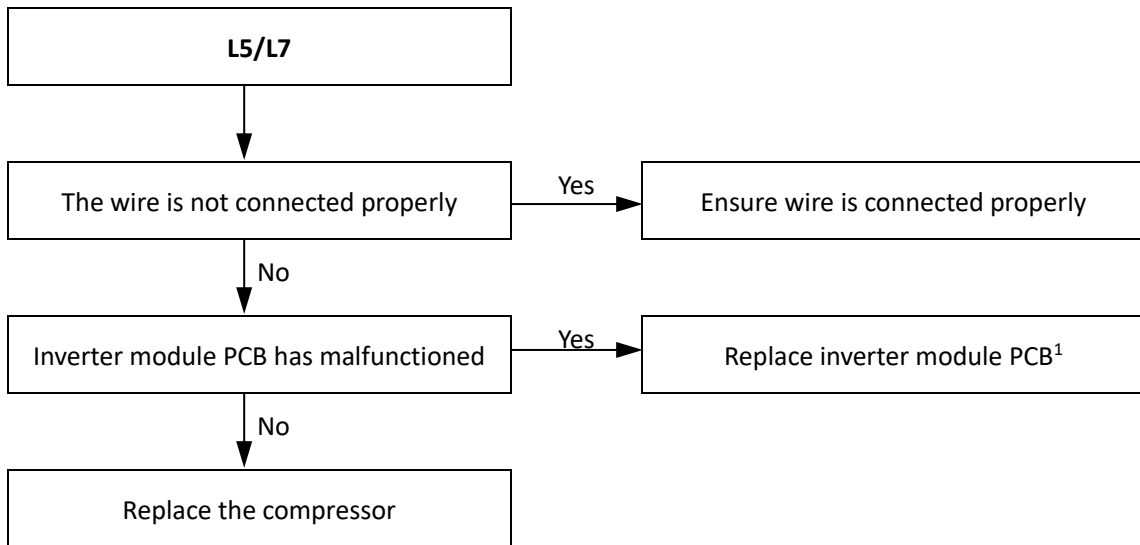 L5/L7
The wire is not connected properly
Yes
Ensure wire is connected properly
No
Inverter module PCB has malfunctioned
Yes
Replace inverter module PCB¹
No
Replace the compressor